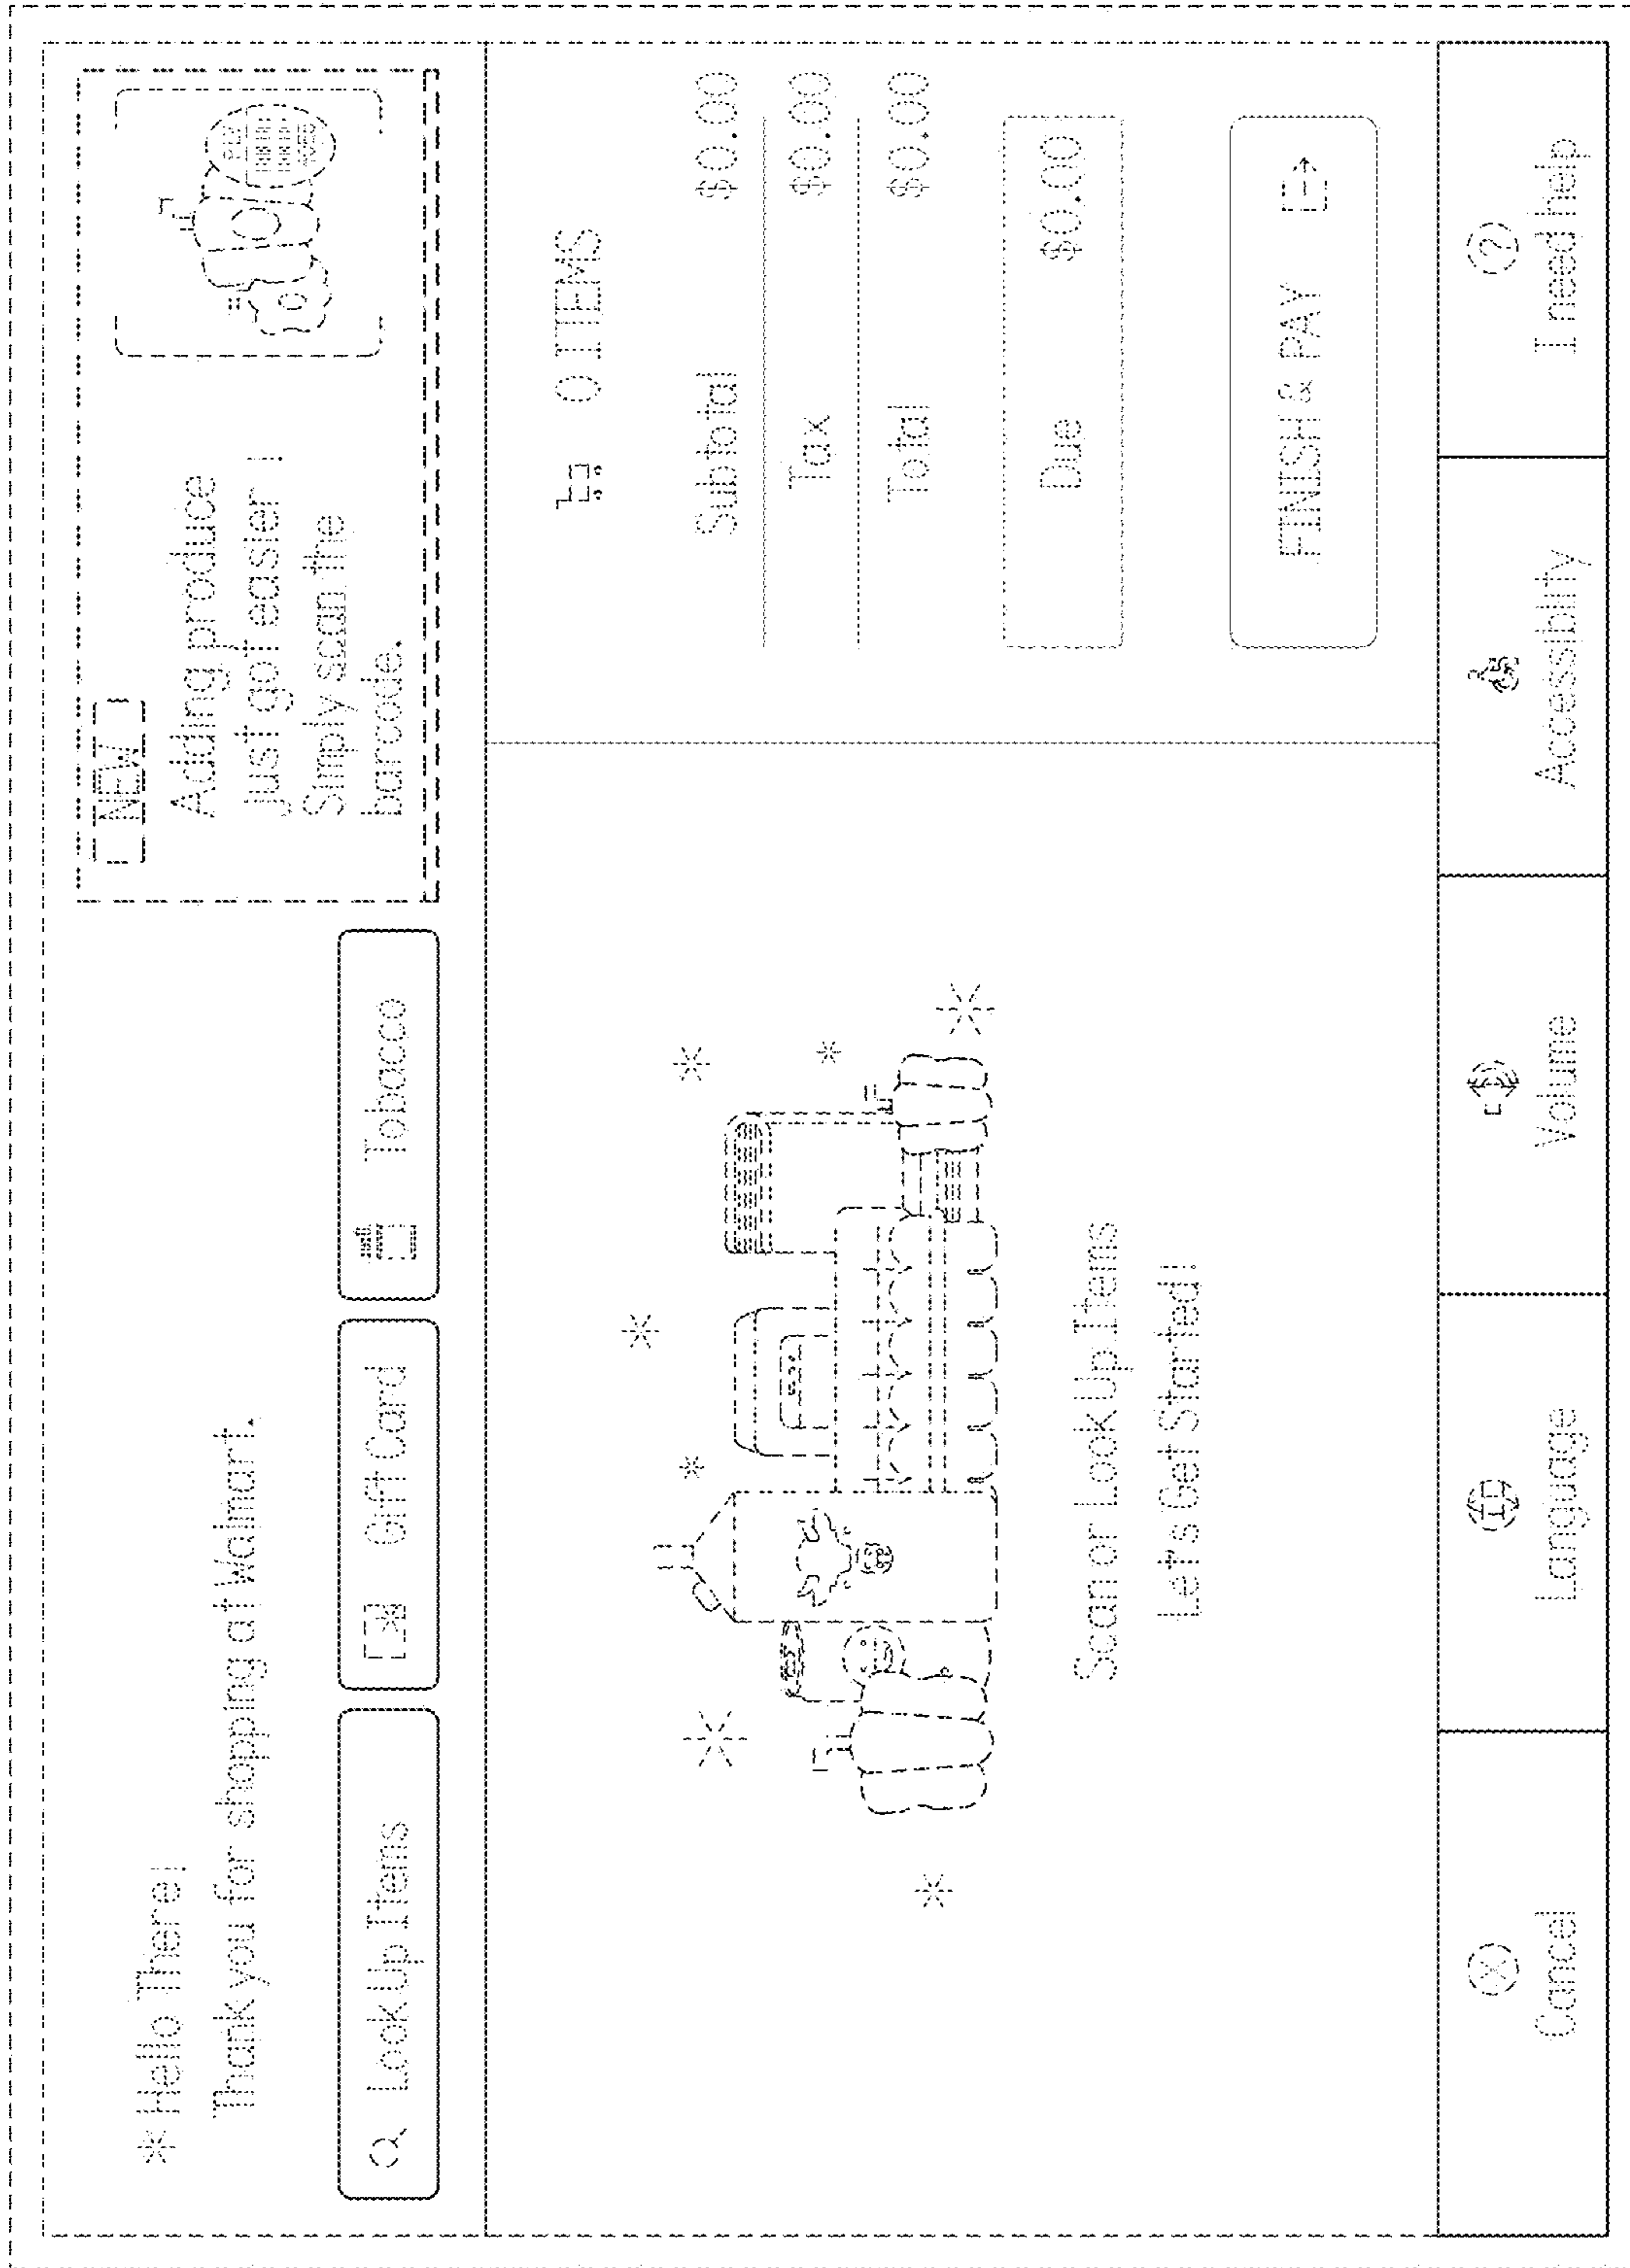 Hello There!
Thank you for shopping at Walmart.
Look Up Items
Gift Card
Tobacco
NEW
Adding produce
just got easier!
Simply scan the
barcode.
PLU
0 ITEMS
Subtotal $0.00
Tax $0.00
Total $0.00
Due $0.00
FINISH & PAY
Scan or Look Up Items
Let's Get Started!
Cancel
Language
Volume
Accessiblity
I need help